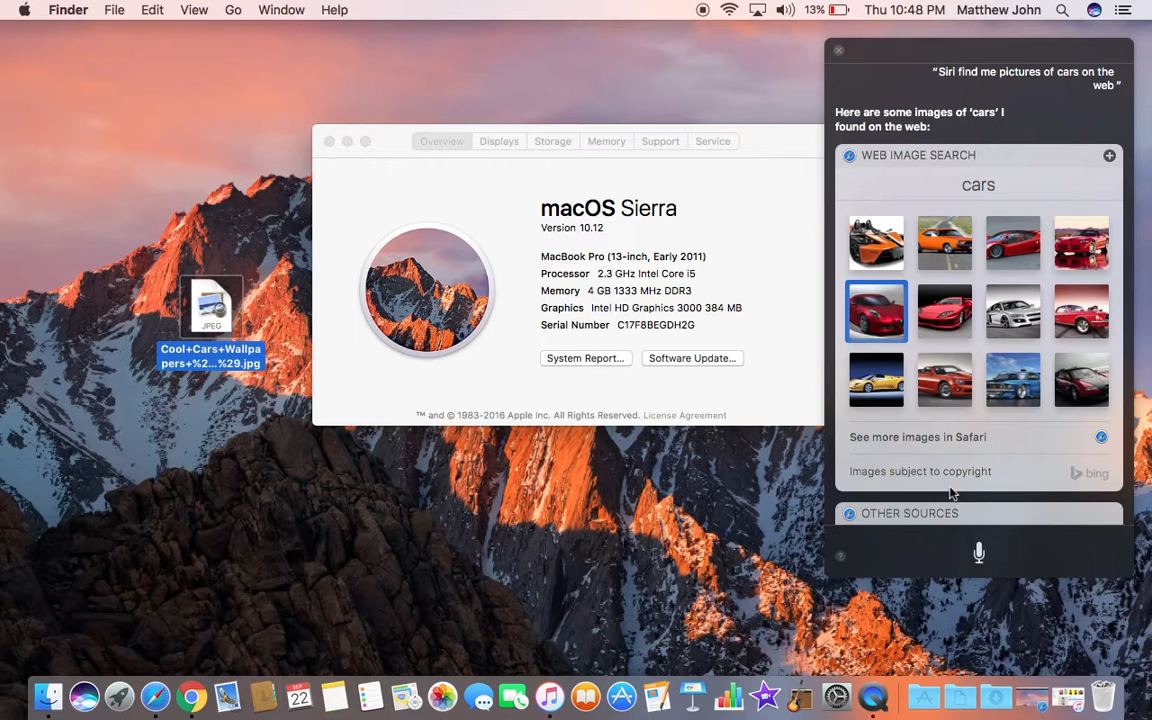 Finder File Edit View Go Window Help 13% Thu 10:48 PM Matthew John
"Siri find me pictures of cars on the
web"
Here are some images of 'cars' I
found on the web:
WEB IMAGE SEARCH
cars
See more images in Safari
Images subject to copyright
bing
OTHER SOURCES
?
Overview Displays Storage Memory Support Service
macOS Sierra
Version 10.12
MacBook Pro (13-inch, Early 2011)
Processor 2.3 GHz Intel Core i5
Memory 4 GB 1333 MHz DDR3
Graphics Intel HD Graphics 3000 384 MB
Serial Number C17F8BEGDH2G
System Report... Software Update...
™ and © 1983-2016 Apple Inc. All Rights Reserved. License Agreement
JPEG
Cool+Cars+Wallpa
pers+%2...%29.jpg
SEP
22